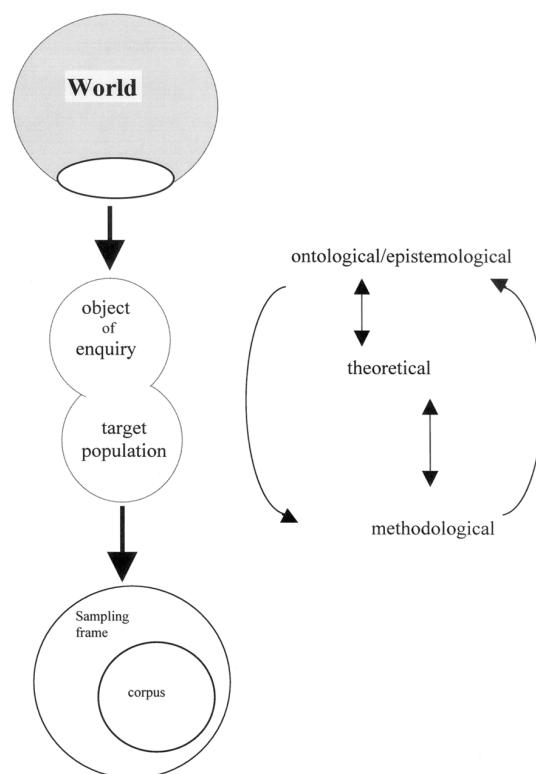 World
object
of
enquiry
target
population
Sampling
frame
corpus
ontological/epistemological
theoretical
methodological